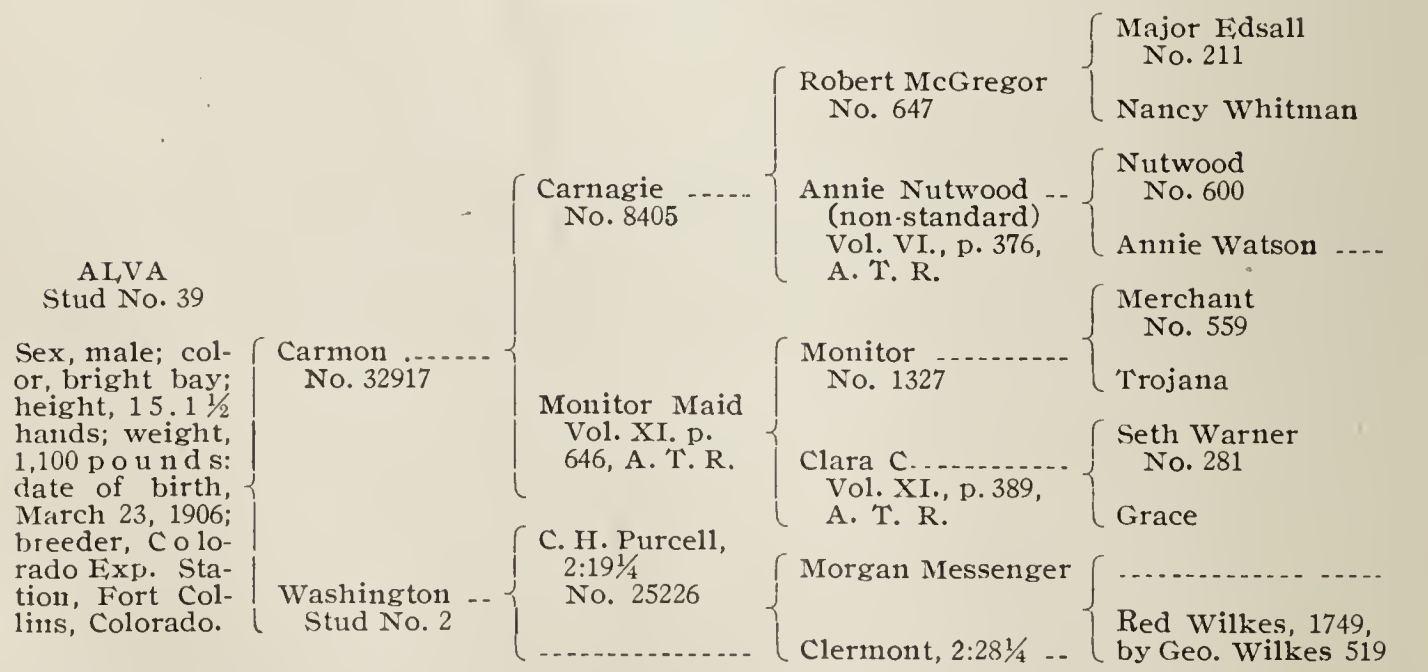 ALVA
Stud No. 39
Sex, male; col-
or, bright bay;
height, 15.1½
hands; weight,
1,100 pounds:
date of birth,
March 23, 1906;
breeder, Colo-
rado Exp. Sta-
tion, Fort Col-
lins, Colorado.
Carmon .------
No. 32917
Washington --
Stud No. 2
Carnagie -----
No. 8405
Monitor Maid
Vol. XI. p.
646, A. T. R.
C. H. Purcell,
2:19¼
No. 25226
----------------
Robert McGregor
No. 647
Annie Nutwood --
(non-standard)
Vol. VI., p. 376,
A. T. R.
Monitor ----------
No. 1327
Clara C------------
Vol. XI., p. 389,
A. T. R.
Morgan Messenger
Clermont, 2:28¼ --
Major Edsall
No. 211
Nancy Whitman
Nutwood
No. 600
Annie Watson ----
Merchant
No. 559
Trojana
Seth Warner
No. 281
Grace
------------- -----
Red Wilkes, 1749,
by Geo. Wilkes 519